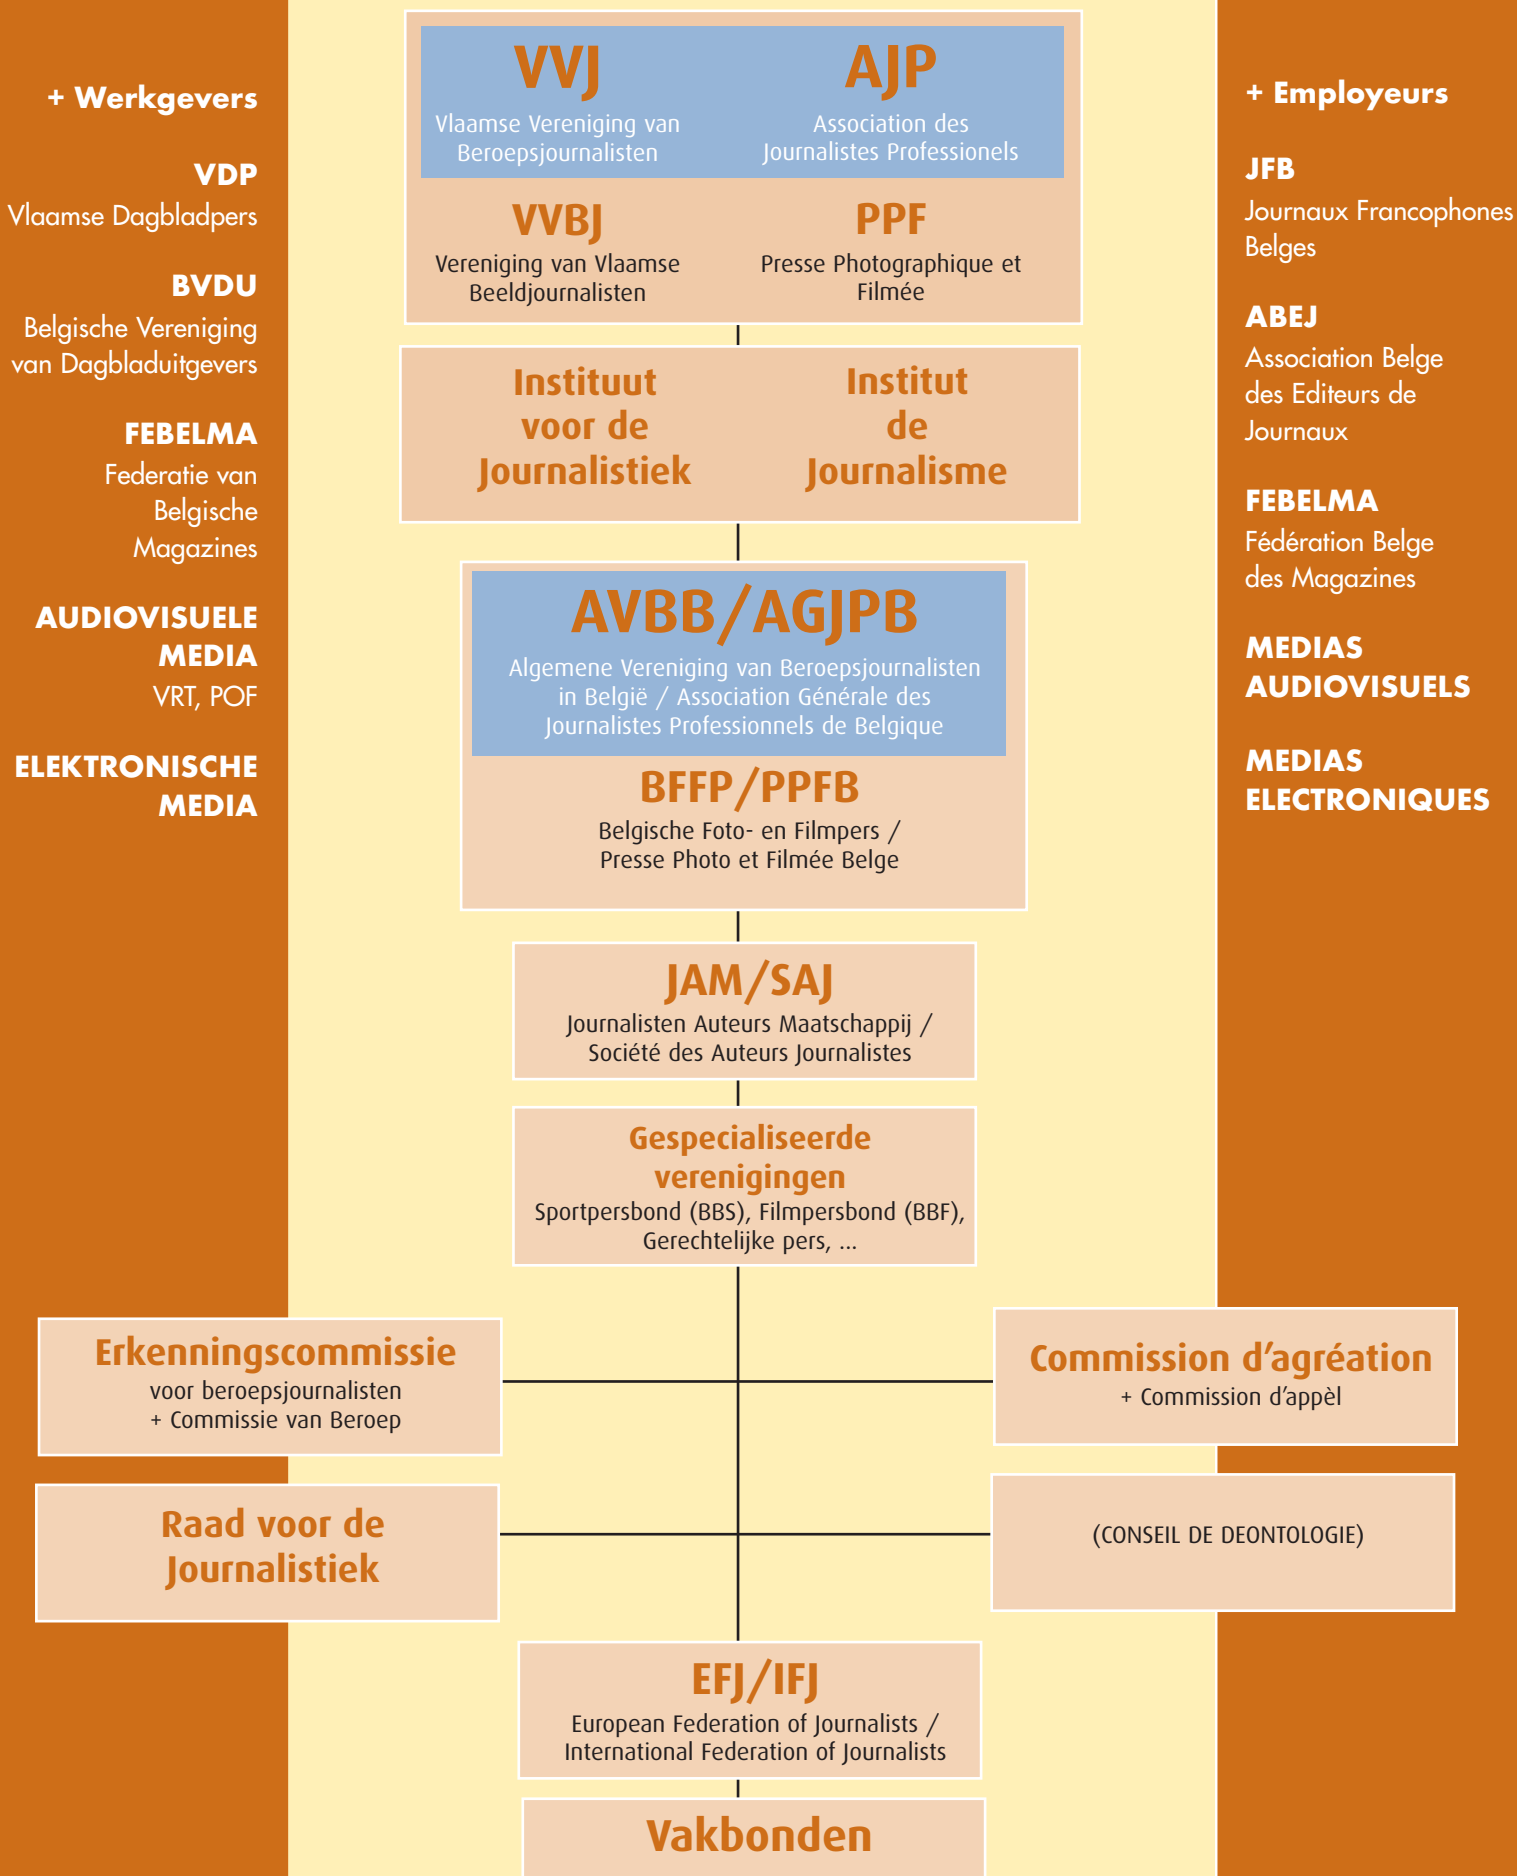 + Werkgevers
VDP
Vlaamse Dagbladpers
BVDU
Belgische Vereniging
van Dagbladuitgevers
FEBELMA
Federatie van
Belgische
Magazines
AUDIOVISUELE
MEDIA
VRT, POF
ELEKTRONISCHE
MEDIA
VVJ
Vlaamse Vereniging van
Beroepsjournalisten
AJP
Association des
Journalistes Professionels
VVBJ
Vereniging van Vlaamse
Beeldjournalisten
PPF
Presse Photographique et
Filmée
Instituut
voor de
Journalistiek
Institut
de
Journalisme
AVBB/AGJPB
Algemene Vereniging van Beroepsjournalisten
in België / Association Générale des
Journalistes Professionnels de Belgique
BFFP/PPFB
Belgische Foto- en Filmpers /
Presse Photo et Filmée Belge
JAM/SAJ
Journalisten Auteurs Maatschappij /
Société des Auteurs Journalistes
Gespecialiseerde
verenigingen
Sportpersbond (BBS), Filmpersbond (BBF),
Gerechtelijke pers, ...
Erkenningscommissie
voor beroepsjournalisten
+ Commissie van Beroep
Commission d'agréation
+ Commission d'appèl
Raad voor de
Journalistiek
(CONSEIL DE DEONTOLOGIE)
EFJ/IFJ
European Federation of Journalists /
International Federation of Journalists
Vakbonden
+ Employeurs
JFB
Journaux Francophones
Belges
ABEJ
Association Belge
des Editeurs de
Journaux
FEBELMA
Fédération Belge
des Magazines
MEDIAS
AUDIOVISUELS
MEDIAS
ELECTRONIQUES